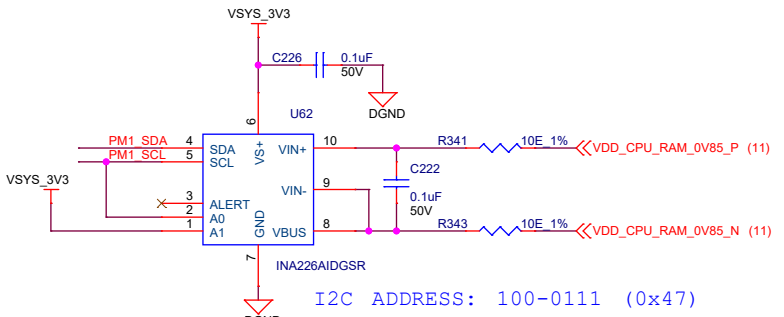 VSYS_3V3
C226 0.1uF
50V
DGND
U62
6
PM1_SDA 4 SDA VS+ VIN+ 10 R341 10E_1% VDD_CPU_RAM_0V85_P (11)
PM1_SCL 5 SCL
C222
VSYS_3V3 VIN- 9
0.1uF
50V
3 ALERT
2 A0
1 A1 GND VBUS 8 R343 10E_1% VDD_CPU_RAM_0V85_N (11)
7
INA226AIDGSR
I2C ADDRESS: 100-0111 (0x47)
DGND